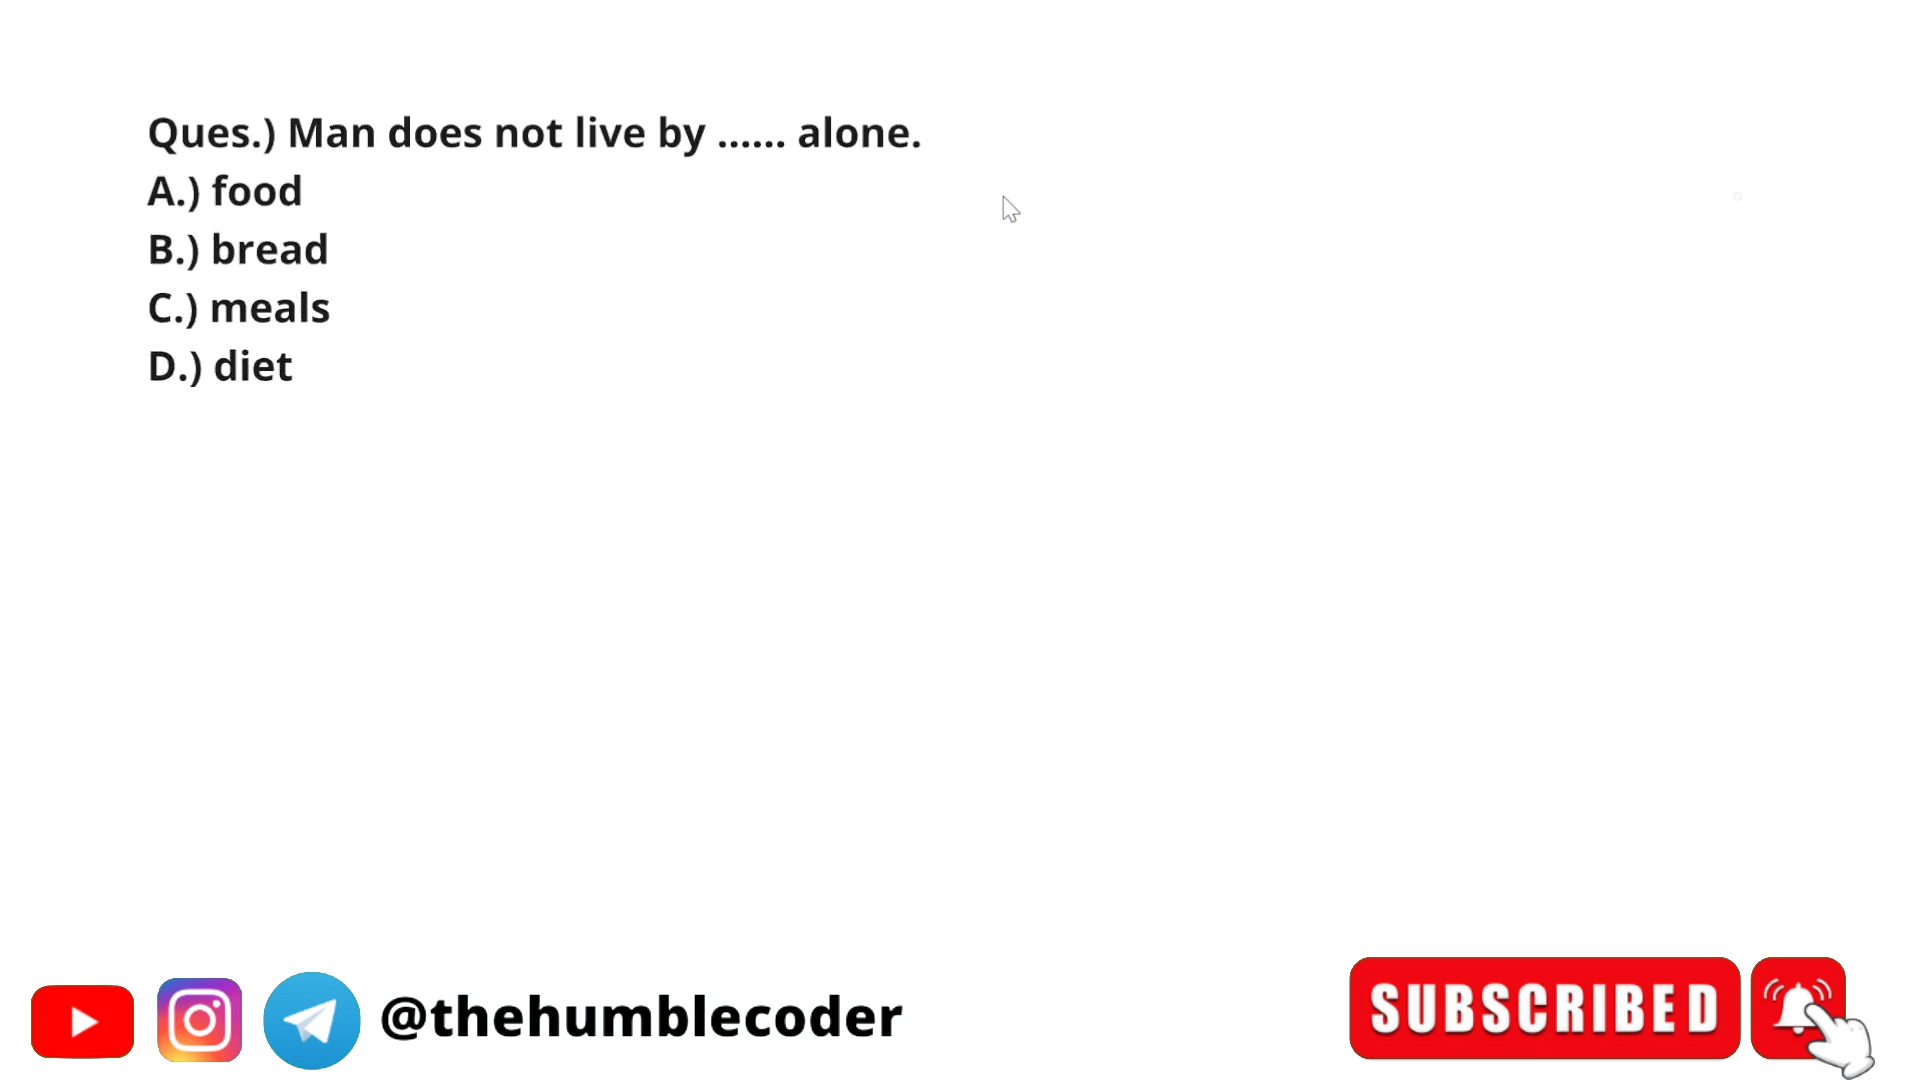 Ques.) Man does not live by ...... alone.
A.) food
B.) bread
C.) meals
D.) diet
@thehumblecoder
SUBSCRIBED